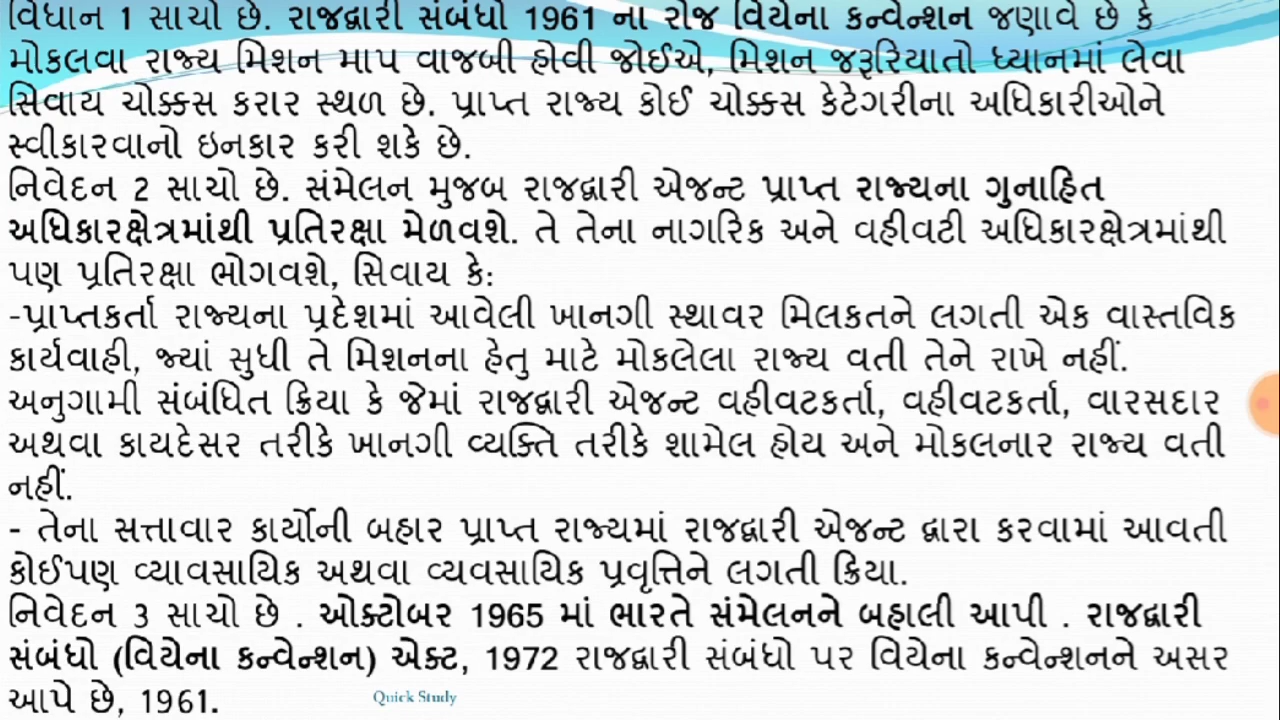 વિધાન 1 સાચો છે. રાજદ્વારી સંબંધો 1961 ના રોજ વિયેના કન્વેન્શન જણાવે છે કે
મોકલવા રાજ્ય મિશન માપ વાજબી હોવી જોઈએ, મિશન જરૂરિયાતો ધ્યાનમાં લેવા
સિવાય ચોક્કસ કરાર સ્થળ છે. પ્રાપ્ત રાજ્ય કોઈ ચોક્કસ કેટેગરીના અધિકારીઓને
સ્વીકારવાનો ઇનકાર કરી શકે છે.
નિવેદન 2 સાચો છે. સંમેલન મુજબ રાજદ્વારી એજન્ટ પ્રાપ્ત રાજ્યના ગુનાહિત
અધિકારક્ષેત્રમાંથી પ્રતિરક્ષા મેળવશે. તે તેના નાગરિક અને વહીવટી અધિકારક્ષેત્રમાંથી
પણ પ્રતિરક્ષા ભોગવશે, સિવાય કે:
-પ્રાપ્તકર્તા રાજ્યના પ્રદેશમાં આવેલી ખાનગી સ્થાવર મિલકતને લગતી એક વાસ્તવિક
કાર્યવાહી, જ્યાં સુધી તે મિશનના હેતુ માટે મોકલેલા રાજ્ય વતી તેને રાખે નહીં.
અનુગામી સંબંધિત ક્રિયા કે જેમાં રાજદ્વારી એજન્ટ વહીવટકર્તા, વહીવટકર્તા, વારસદાર
અથવા કાયદેસર તરીકે ખાનગી વ્યક્તિ તરીકે શામેલ હોય અને મોકલનાર રાજ્ય વતી
નહીં.
- તેના સત્તાવાર કાર્યોની બહાર પ્રાપ્ત રાજ્યમાં રાજદ્વારી એજન્ટ દ્વારા કરવામાં આવતી
કોઈપણ વ્યાવસાયિક અથવા વ્યવસાયિક પ્રવૃત્તિને લગતી ક્રિયા.
નિવેદન 3 સાચો છે . ઓક્ટોબર 1965 માં ભારતે સંમેલનને બહાલી આપી . રાજદ્વારી
સંબંધો (વિયેના કન્વેન્શન) એક્ટ, 1972 રાજદ્વારી સંબંધો પર વિયેના કન્વેન્શનને અસર
આપે છે, 1961.
Quick Study